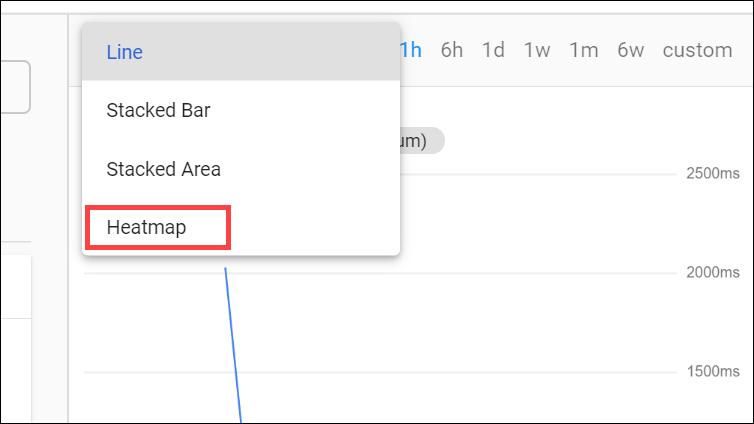 Line
1h 6h 1d 1w 1m 6w custom
Stacked Bar
um)
Stacked Area
2500ms
Heatmap
2000ms
1500ms